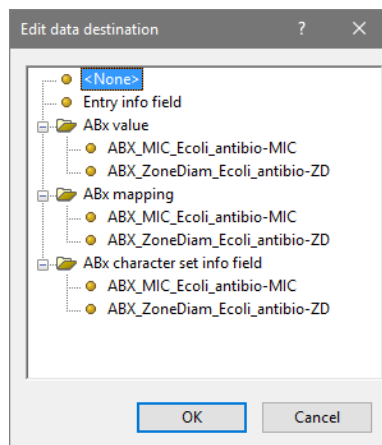 Edit data destination
?
<None>
Entry info field
ABx value
ABX_MIC_Ecoli_antibio-MIC
ABX_ZoneDiam_Ecoli_antibio-ZD
ABx mapping
ABX_MIC_Ecoli_antibio-MIC
ABX_ZoneDiam_Ecoli_antibio-ZD
ABx character set info field
ABX_MIC_Ecoli_antibio-MIC
ABX_ZoneDiam_Ecoli_antibio-ZD
OK
Cancel